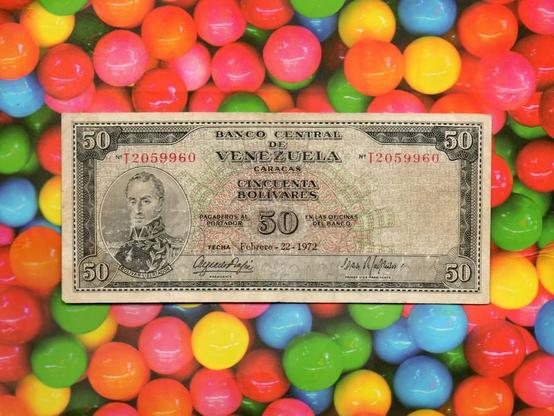 50 BANCO CENTRAL 50
DE
Nº T2059960 VENEZUELA Nº T2059960
CARACAS
CINCUENTA
BOLIVARES
PAGADEROS AL 50 EN LAS OFICINAS
PORTADOR DEL BANCO
FECHA Febrero - 22 - 1972
50 50
PRESIDENTE